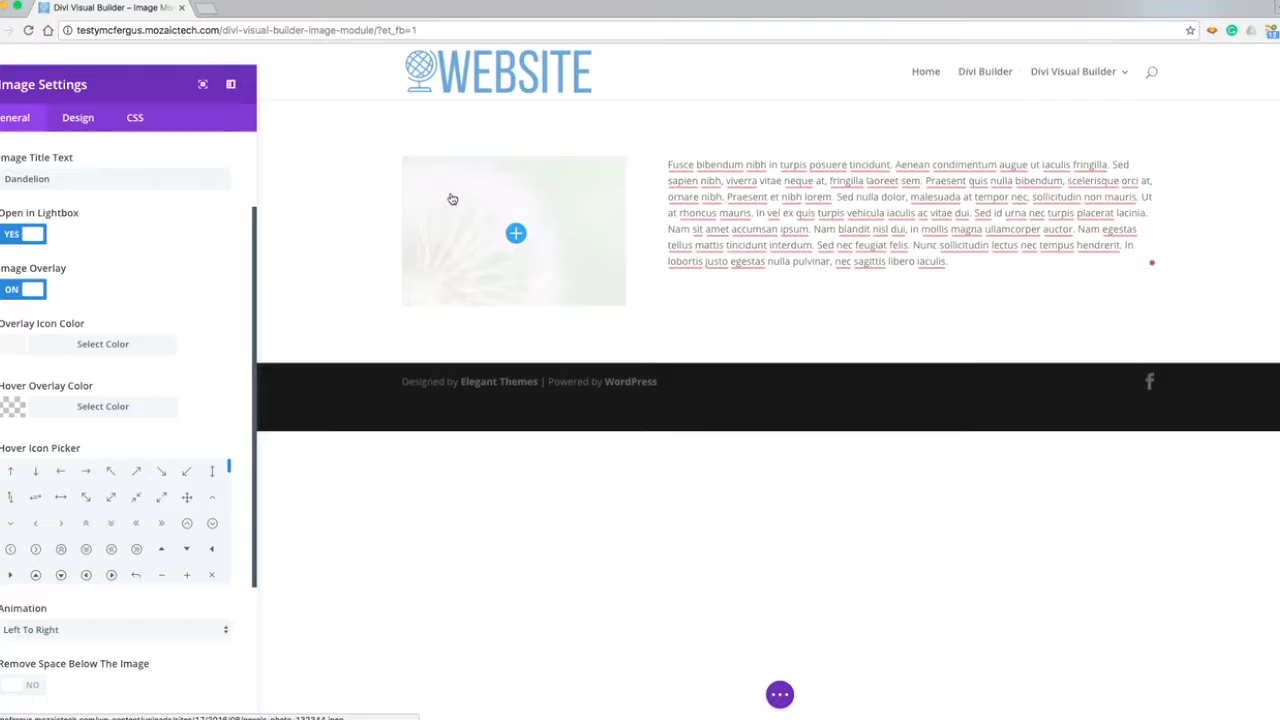 Divi Visual Builder – Image Mo
testymcfergus.mozaictech.com/divi-visual-builder-image-module/?et_fb=1
12
WEBSITE
Home Divi Builder Divi Visual Builder
mage Settings
eneral Design CSS
mage Title Text
Dandelion
Open in Lightbox
YES
mage Overlay
ON
Overlay Icon Color
Select Color
Hover Overlay Color
Select Color
Hover Icon Picker
Animation
Left To Right
Remove Space Below The Image
NO
Fusce bibendum nibh in turpis posuere tincidunt. Aenean condimentum augue ut iaculis fringilla. Sed
sapien nibh, viverra vitae neque at, fringilla laoreet sem. Praesent quis nulla bibendum, scelerisque orci at,
ornare nibh. Praesent et nibh lorem. Sed nulla dolor, malesuada at tempor nec, sollicitudin non mauris. Ut
at rhoncus mauris. In vel ex quis turpis vehicula iaculis ac vitae dui. Sed id urna nec turpis placerat lacinia.
Nam sit amet accumsan ipsum. Nam blandit nisl dui, in mollis magna ullamcorper auctor. Nam egestas
tellus mattis tincidunt interdum. Sed nec feugiat felis. Nunc sollicitudin lectus nec tempus hendrerit. In
lobortis justo egestas nulla pulvinar, nec sagittis libero iaculis.
Designed by Elegant Themes | Powered by WordPress